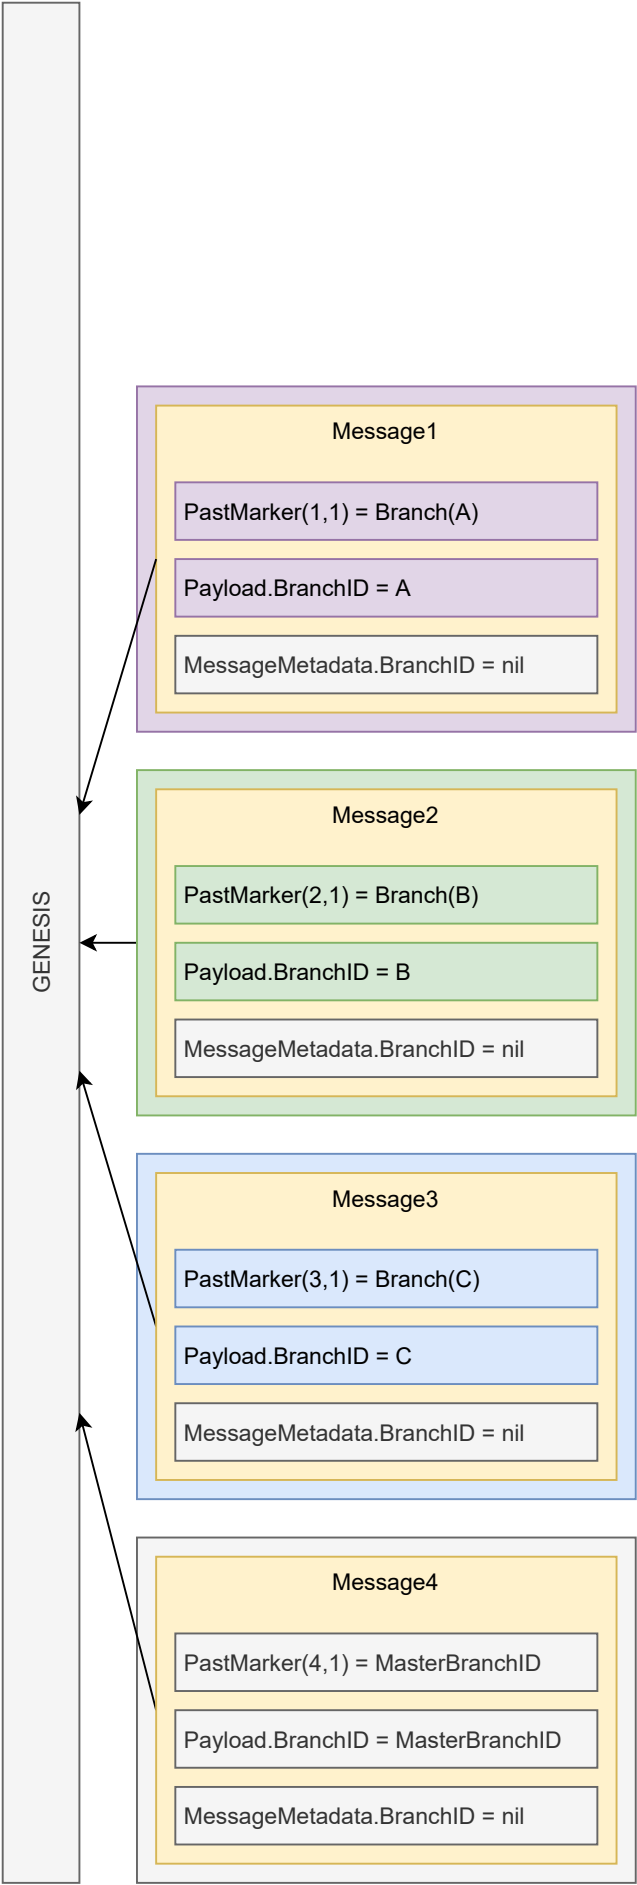 GENESIS
Message1
PastMarker(1,1) = Branch(A)
Payload.BranchID = A
MessageMetadata.BranchID = nil
Message2
PastMarker(2,1) = Branch(B)
Payload.BranchID = B
MessageMetadata.BranchID = nil
Message3
PastMarker(3,1) = Branch(C)
Payload.BranchID = C
MessageMetadata.BranchID = nil
Message4
PastMarker(4,1) = MasterBranchID
Payload.BranchID = MasterBranchID
MessageMetadata.BranchID = nil